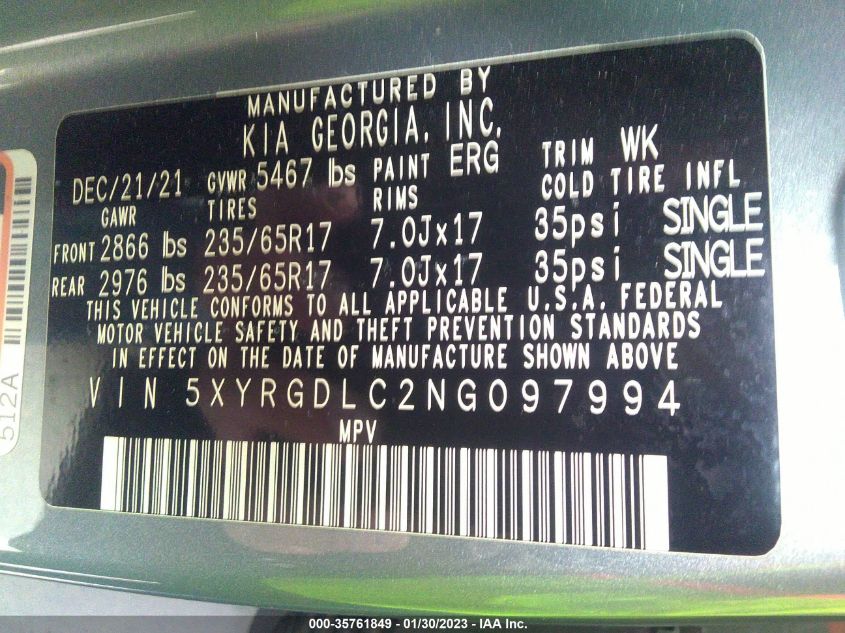 MANUFACTURED BY
KIA GEORGIA, INC.
DEC/21/21 GVWR 5467 lbs PAINT ERG TRIM WK
GAWR TIRES RIMS COLD TIRE INFL
FRONT 2866 lbs 235/65R17 7.0Jx17 35psi SINGLE
REAR 2976 lbs 235/65R17 7.0Jx17 35psi SINGLE
THIS VEHICLE CONFORMS TO ALL APPLICABLE U.S.A. FEDERAL
MOTOR VEHICLE SAFETY AND THEFT PREVENTION STANDARDS
IN EFFECT ON THE DATE OF MANUFACTURE SHOWN ABOVE
VIN 5XYRGDLC2NG097994
MPV
512A
000-35761849 — 01/30/2023 — IAA Inc.